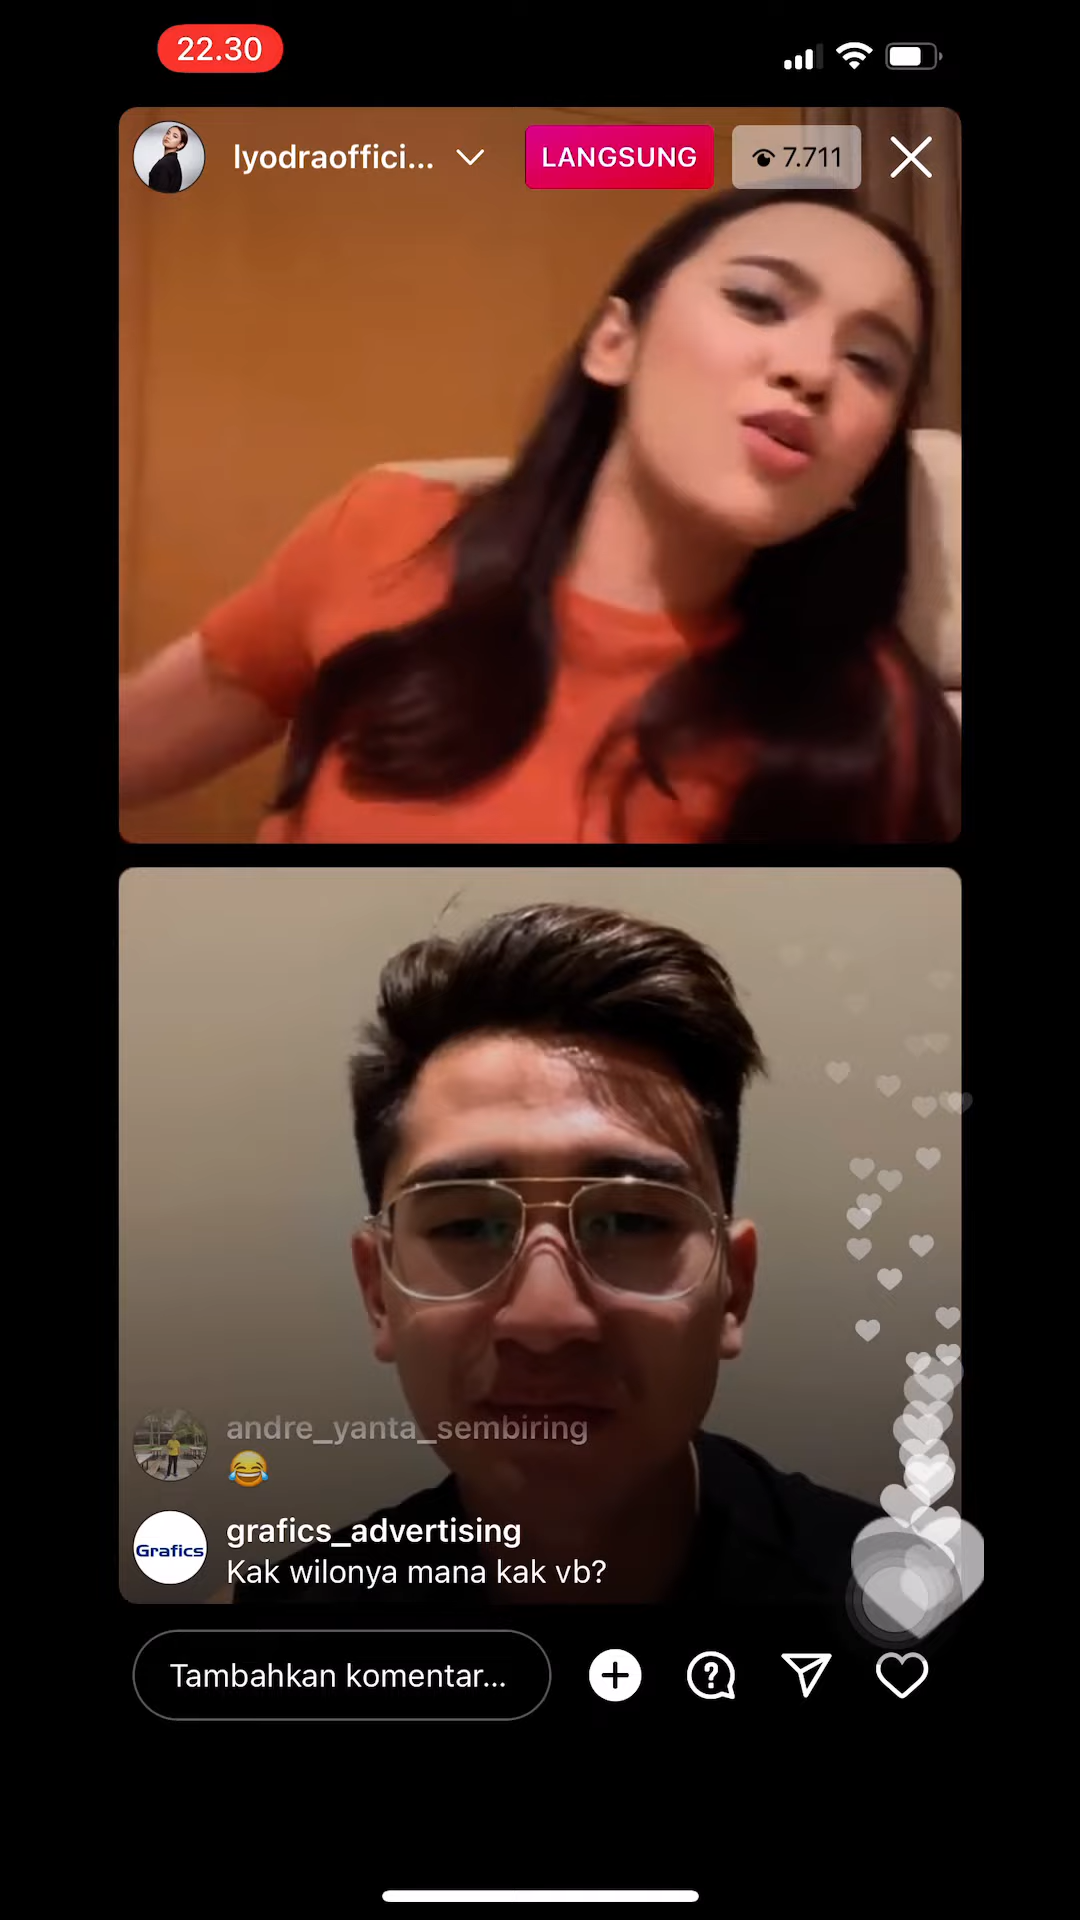 22.30
lyodraoffici...
LANGSUNG
7.711
andre_yanta_sembiring
😂
Grafics
grafics_advertising
Kak wilonya mana kak vb?
Tambahkan komentar...